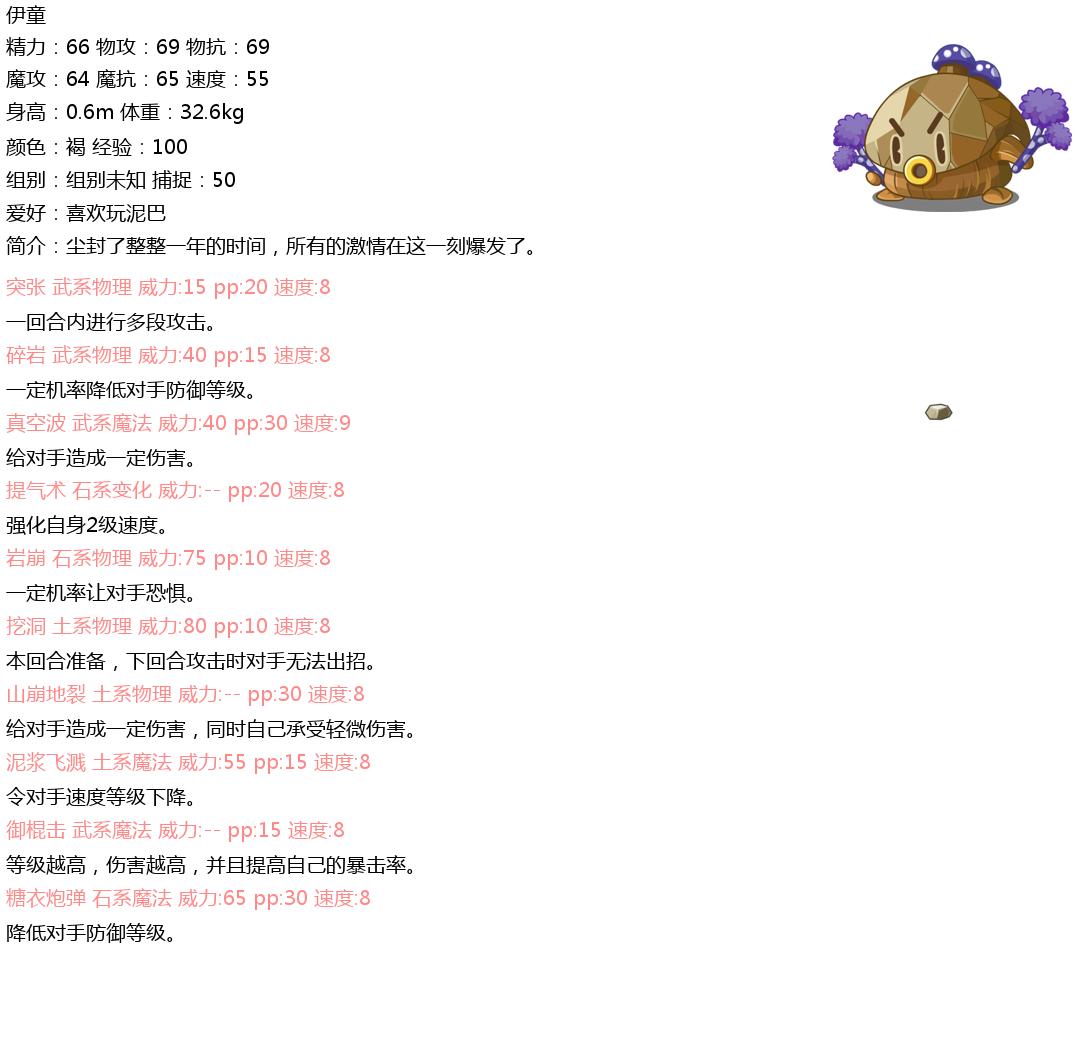 伊童
精力：66 物攻：69 物抗：69
魔攻：64 魔抗：65 速度：55
身高：0.6m 体重：32.6kg
颜色：褐 经验：100
组别：组别未知 捕捉：50
爱好：喜欢玩泥巴
简介：尘封了整整一年的时间，所有的激情在这一刻爆发了。
突张 武系物理 威力:15 pp:20 速度:8
一回合内进行多段攻击。
碎岩 武系物理 威力:40 pp:15 速度:8
一定机率降低对手防御等级。
真空波 武系魔法 威力:40 pp:30 速度:9
给对手造成一定伤害。
提气术 石系变化 威力:-- pp:20 速度:8
强化自身2级速度。
岩崩 石系物理 威力:75 pp:10 速度:8
一定机率让对手恐惧。
挖洞 土系物理 威力:80 pp:10 速度:8
本回合准备，下回合攻击时对手无法出招。
山崩地裂 土系物理 威力:-- pp:30 速度:8
给对手造成一定伤害，同时自己承受轻微伤害。
泥浆飞溅 土系魔法 威力:55 pp:15 速度:8
令对手速度等级下降。
御棍击 武系魔法 威力:-- pp:15 速度:8
等级越高，伤害越高，并且提高自己的暴击率。
糖衣炮弹 石系魔法 威力:65 pp:30 速度:8
降低对手防御等级。